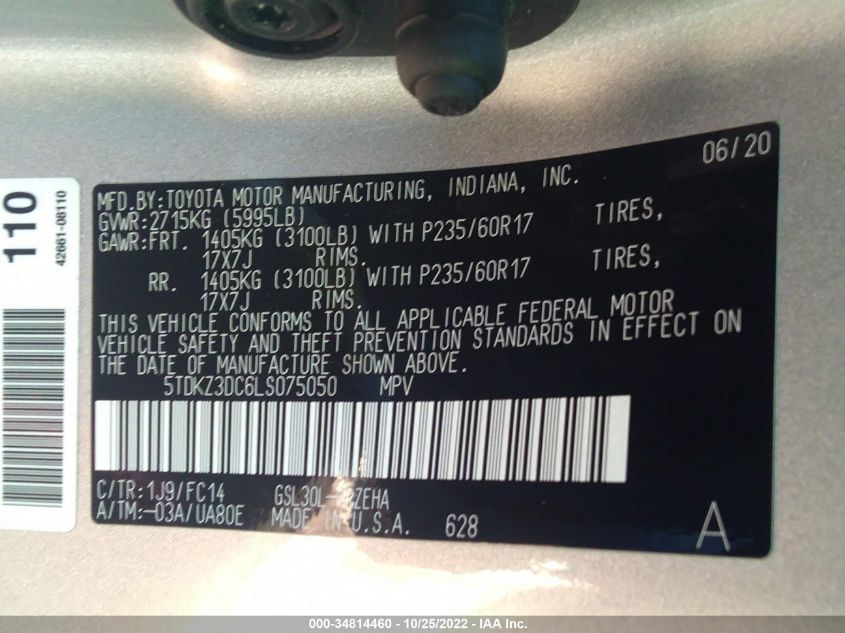 06/20
MFD.BY:TOYOTA MOTOR MANUFACTURING, INDIANA, INC.
GVWR:2715KG (5995LB)
GAWR:FRT. 1405KG (3100LB) WITH P235/60R17 TIRES,
17X7J RIMS.
RR. 1405KG (3100LB) WITH P235/60R17 TIRES,
17X7J RIMS.
THIS VEHICLE CONFORMS TO ALL APPLICABLE FEDERAL MOTOR
VEHICLE SAFETY AND THEFT PREVENTION STANDARDS IN EFFECT ON
THE DATE OF MANUFACTURE SHOWN ABOVE.
5TDKZ3DC6LS075050 MPV
C/TR:1J9/FC14
A/TM:-03A/UA80E MADE IN U.S.A. 628
A
110
42661-08110
000-34814460 - 10/25/2022 - IAA Inc.